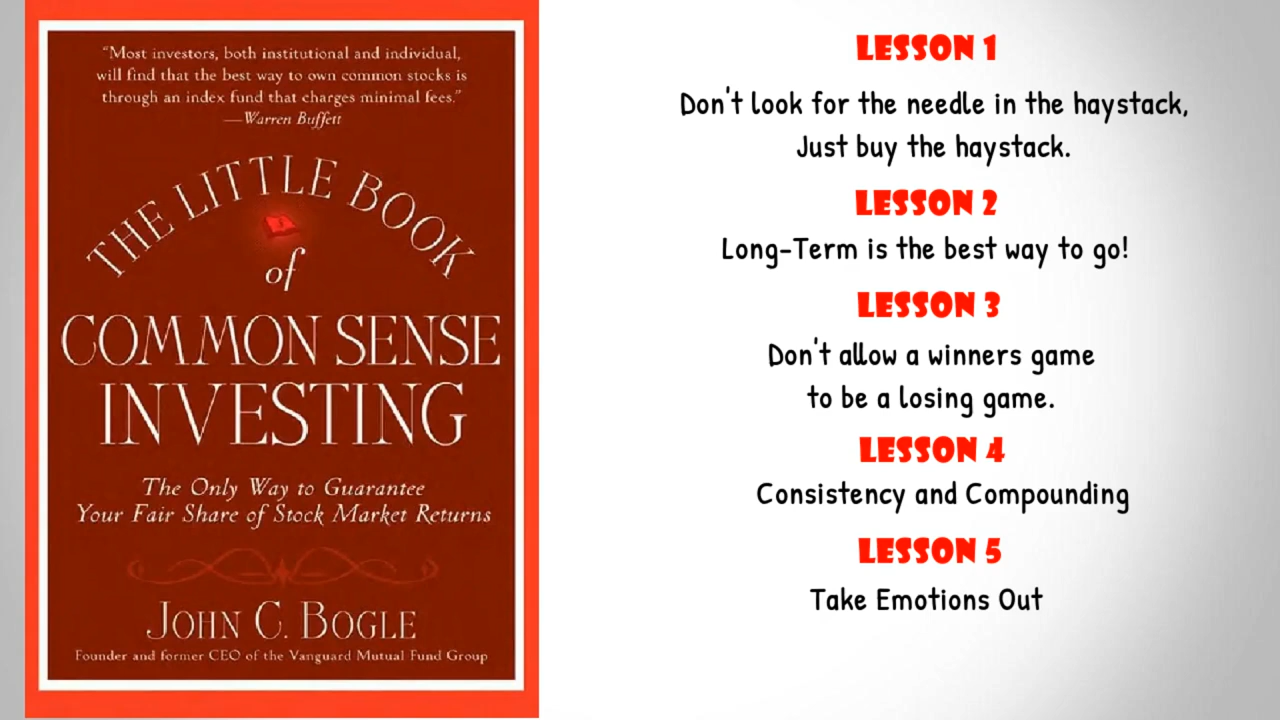 “Most investors, both institutional and individual,
will find that the best way to own common stocks is
through an index fund that charges minimal fees.”
—Warren Buffett
THE LITTLE BOOK
of
COMMON SENSE
INVESTING
The Only Way to Guarantee
Your Fair Share of Stock Market Returns
JOHN C. BOGLE
Founder and former CEO of the Vanguard Mutual Fund Group
LESSON 1
Don't look for the needle in the haystack,
Just buy the haystack.
LESSON 2
Long-Term is the best way to go!
LESSON 3
Don't allow a winners game
to be a losing game.
LESSON 4
Consistency and Compounding
LESSON 5
Take Emotions Out